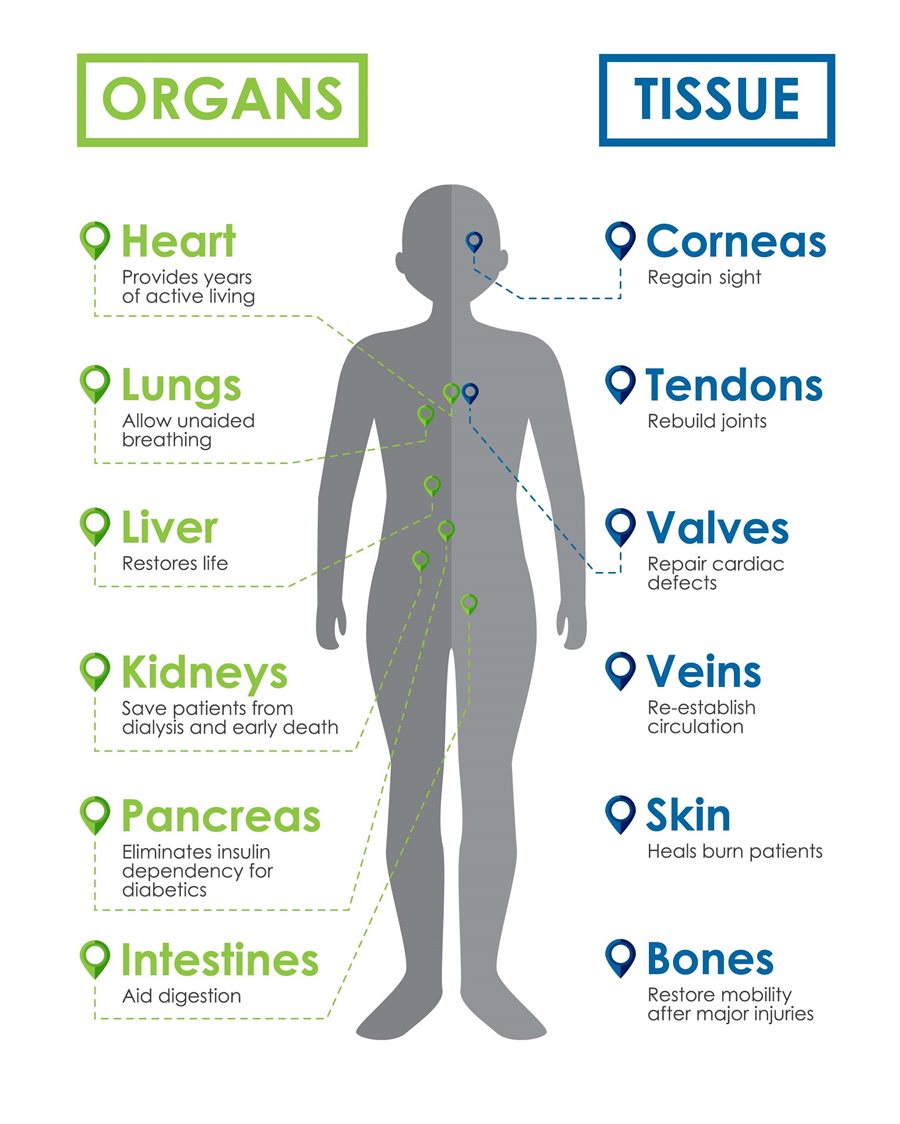 ORGANS
Heart
Provides years
of active living
Lungs
Allow unaided
breathing
Liver
Restores life
Kidneys
Save patients from
dialysis and early death
Pancreas
Eliminates insulin
dependency for
diabetics
Intestines
Aid digestion
TISSUE
Corneas
Regain sight
Tendons
Rebuild joints
Valves
Repair cardiac
defects
Veins
Re-establish
circulation
Skin
Heals burn patients
Bones
Restore mobility
after major injuries